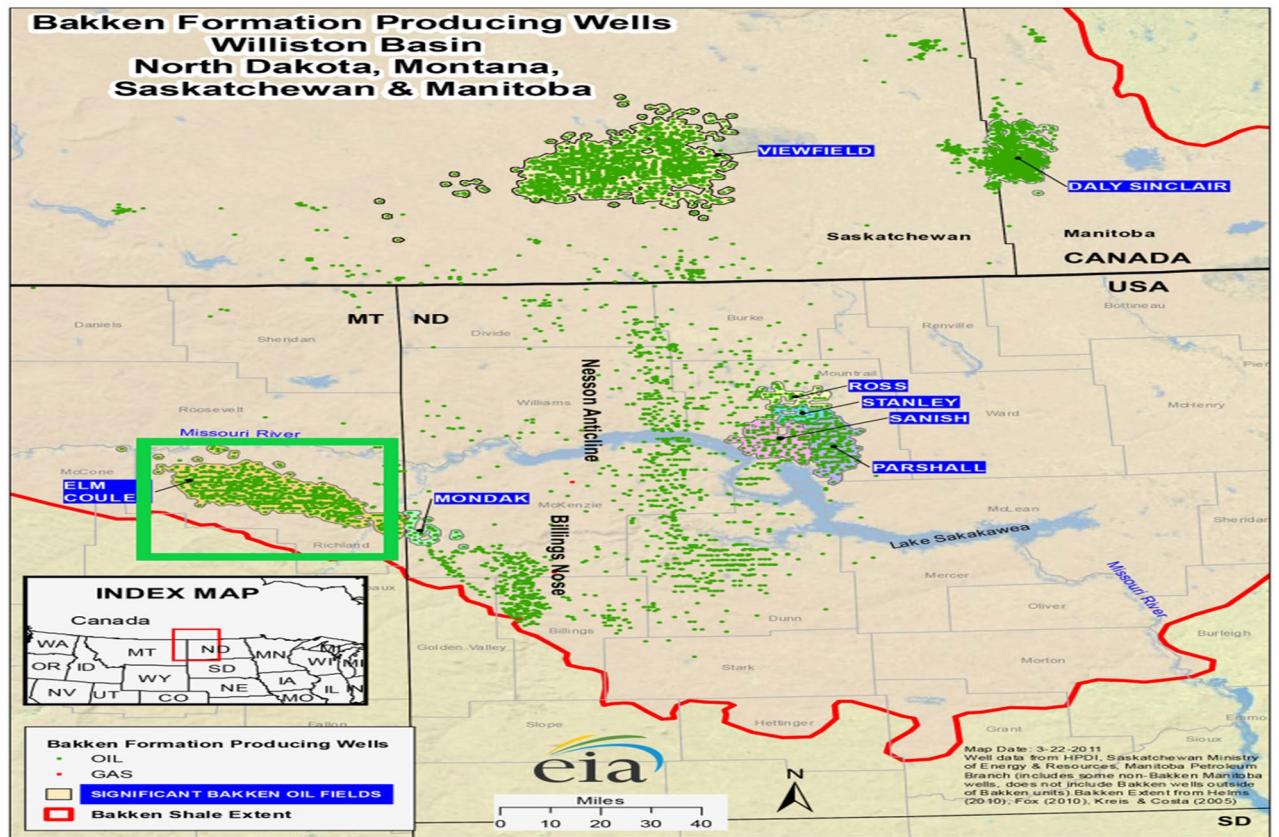 Bakken Formation Producing Wells
Williston Basin
North Dakota, Montana,
Saskatchewan & Manitoba
VIEWFIELD
DALY SINCLAIR
Saskatchewan
Manitoba
CANADA
USA
MT
ND
Daniels
Sheridan
Divide
Burke
Renville
Bottineau
Pier
Roosevelt
Williams
Mountrail
Ward
McHenry
Nesson Anticline
ROSS
STANLEY
SANISH
PARSHALL
Missouri River
McCone
ELM
COULE
Richland
MONDAK
McKenzie
Billings Nose
McLean
Sheridan
Lake Sakakawea
Mercer
Missouri River
Oliver
Dunn
Billings
Golden Valley
Burleigh
Stark
Morton
Slope
Hettinger
Grant
Emmo
Sioux
Fallon
aux
INDEX MAP
Canada
WA
MT
ND
MN
OR
ID
SD
WI
MI
WY
IA
NV
UT
CO
NE
IL
MO
Bakken Formation Producing Wells
OIL
GAS
SIGNIFICANT BAKKEN OIL FIELDS
Bakken Shale Extent
eia
Miles
0 10 20 30 40
N
Map Date: 3-22-2011
Well data from HPDI, Saskatchewan Ministry
of Energy & Resources, Manitoba Petroleum
Branch (includes some non-Bakken Manitoba
wells, does not include Bakken wells outside
of Bakken units).Bakken Extent from Helms
(2010); Fox (2010), Kreis & Costa (2005)
SD